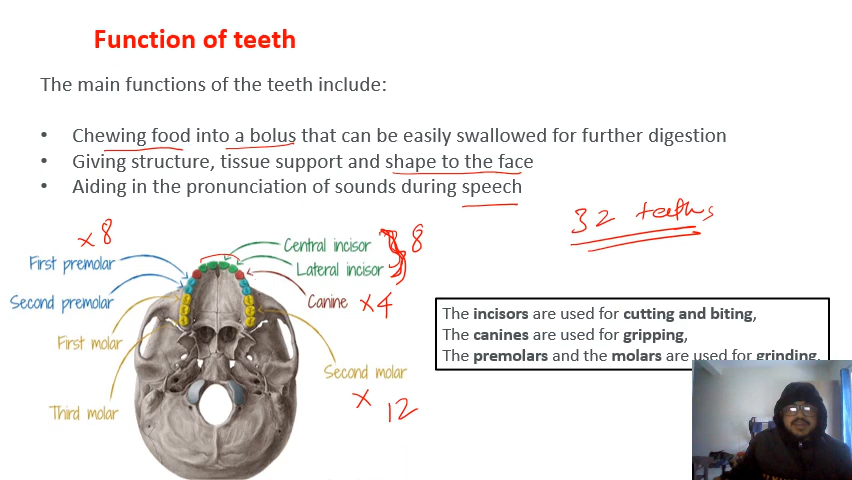 Function of teeth
The main functions of the teeth include:
• Chewing food into a bolus that can be easily swallowed for further digestion
• Giving structure, tissue support and shape to the face
• Aiding in the pronunciation of sounds during speech
32 teeths
x 8
Central incisor
8
First premolar
Lateral incisor
Second premolar
Canine
x 4
The incisors are used for cutting and biting,
The canines are used for gripping,
The premolars and the molars are used for grinding.
First molar
Second molar
Third molar
x 12